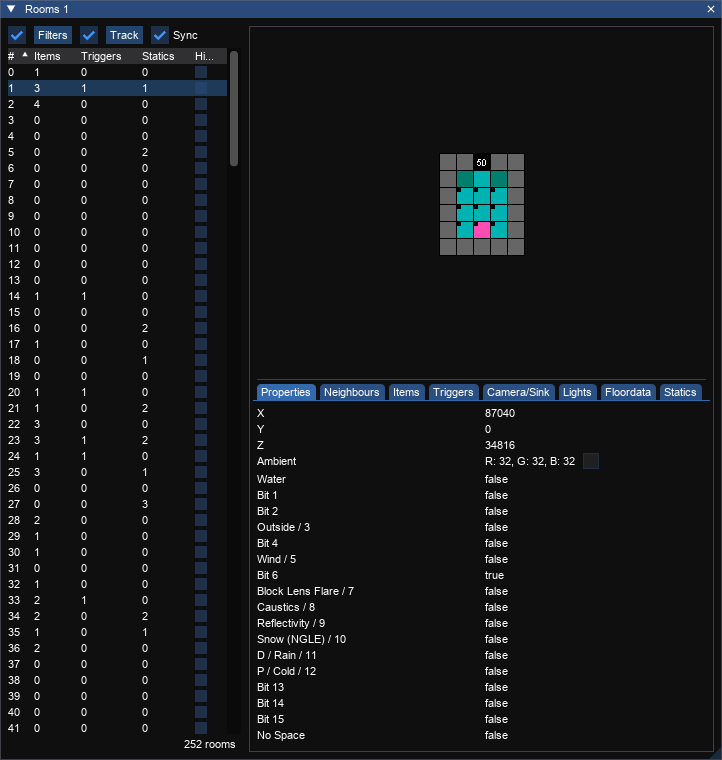 Rooms 1
Filters Track Sync
# Items Triggers Statics Hi...
0 1 0 0
1 3 1 1
2 4 0 0
3 0 0 0
4 0 0 0
5 0 0 2
6 0 0 0
7 0 0 0
8 0 0 0
9 0 0 0
10 0 0 0
11 0 0 0
12 0 0 0
13 0 0 0
14 1 1 0
15 0 0 0
16 0 0 2
17 1 0 0
18 0 0 1
19 0 0 0
20 1 1 0
21 1 0 2
22 3 0 0
23 3 1 2
24 1 1 0
25 3 0 1
26 0 0 0
27 0 0 3
28 2 0 0
29 1 0 0
30 1 0 0
31 0 0 0
32 1 0 0
33 2 1 0
34 2 0 2
35 1 0 1
36 2 0 0
37 0 0 0
38 0 0 0
39 0 0 0
40 0 0 0
41 0 0 0
252 rooms
50
Properties Neighbours Items Triggers Camera/Sink Lights Floordata Statics
X 87040
Y 0
Z 34816
Ambient R: 32, G: 32, B: 32
Water false
Bit 1 false
Bit 2 false
Outside / 3 false
Bit 4 false
Wind / 5 false
Bit 6 true
Block Lens Flare / 7 false
Caustics / 8 false
Reflectivity / 9 false
Snow (NGLE) / 10 false
D / Rain / 11 false
P / Cold / 12 false
Bit 13 false
Bit 14 false
Bit 15 false
No Space false